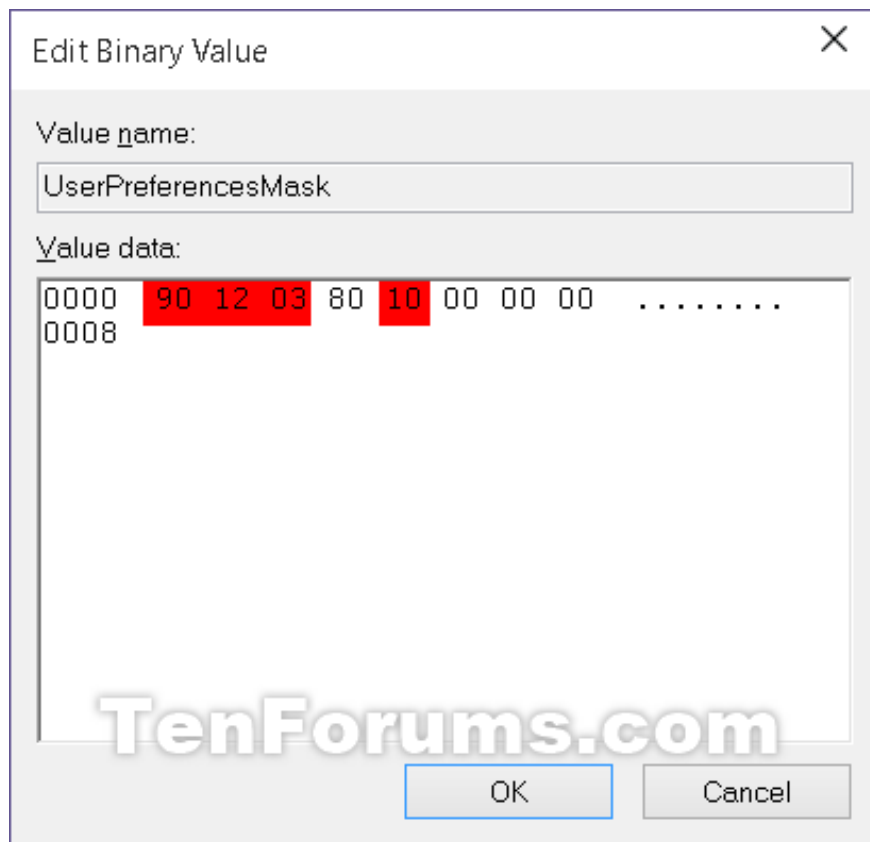 Edit Binary Value
Value name:
UserPreferencesMask
Value data:
0000 90 12 03 80 10 00 00 00 ........
0008
TenForums.com
OK Cancel